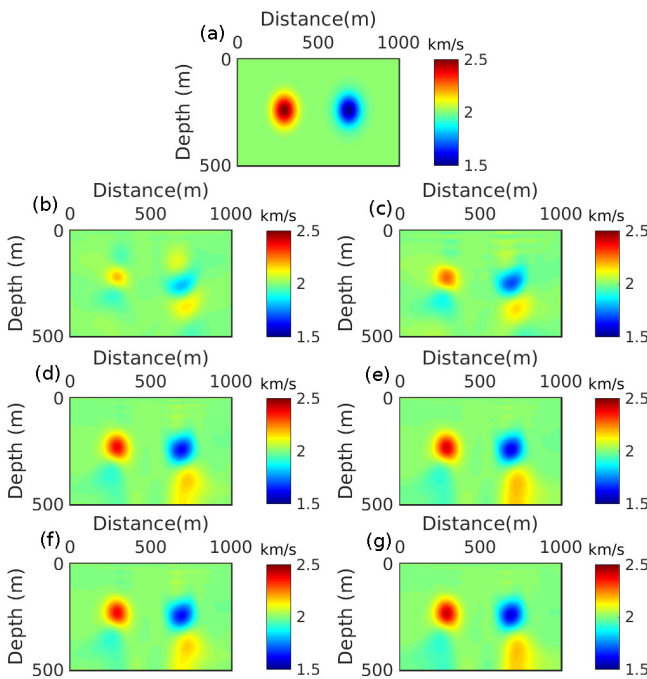 Distance(m)
(a) 0 500 1000 km/s
0 2.5
Depth (m) 2
500 1.5
Distance(m) Distance(m)
(b) 0 500 1000 km/s (c) 0 500 1000 km/s
0 2.5 0 2.5
Depth (m) 2 Depth (m) 2
500 1.5 500 1.5
Distance(m) Distance(m)
(d) 0 500 1000 km/s (e) 0 500 1000 km/s
0 2.5 0 2.5
Depth (m) 2 Depth (m) 2
500 1.5 500 1.5
Distance(m) Distance(m)
(f) 0 500 1000 km/s (g) 0 500 1000 km/s
0 2.5 0 2.5
Depth (m) 2 Depth (m) 2
500 1.5 500 1.5